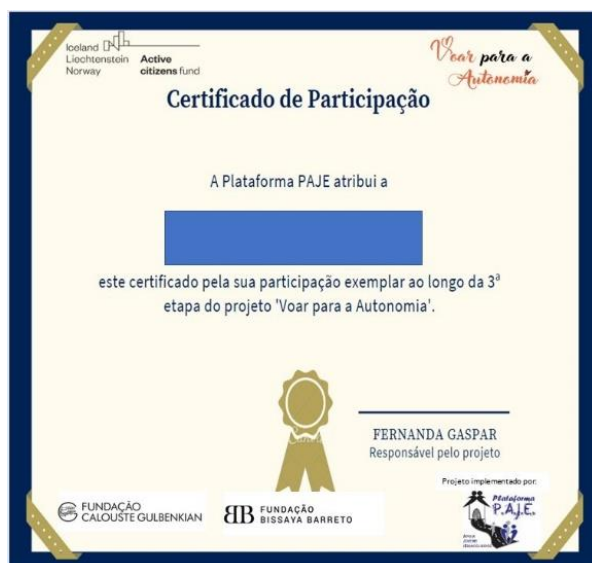 Iceland
Liechtenstein Active
Norway citizens fund
Voar para a
Autonomia
Certificado de Participação
A Plataforma PAJE atribui a
este certificado pela sua participação exemplar ao longo da 3ª
etapa do projeto 'Voar para a Autonomia'.
FERNANDA GASPAR
Responsável pelo projeto
Projeto implementado por:
Plataforma
P.A.J.E.
FUNDAÇÃO
CALOUSTE GULBENKIAN
FUNDAÇÃO
BISSAYA BARRETO